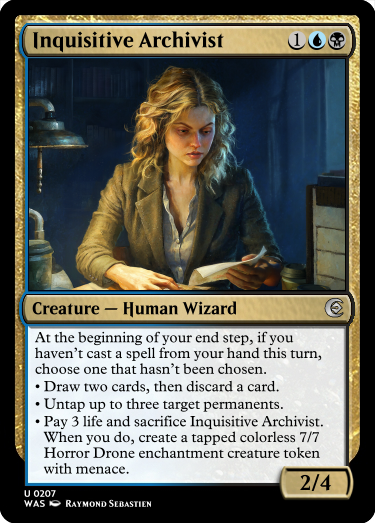 Inquisitive Archivist 1
Creature — Human Wizard
At the beginning of your end step, if you
haven't cast a spell from your hand this turn,
choose one that hasn't been chosen.
• Draw two cards, then discard a card.
• Untap up to three target permanents.
• Pay 3 life and sacrifice Inquisitive Archivist.
When you do, create a tapped colorless 7/7
Horror Drone enchantment creature token
with menace.
2/4
U 0207
WAS Raymond Sebastien